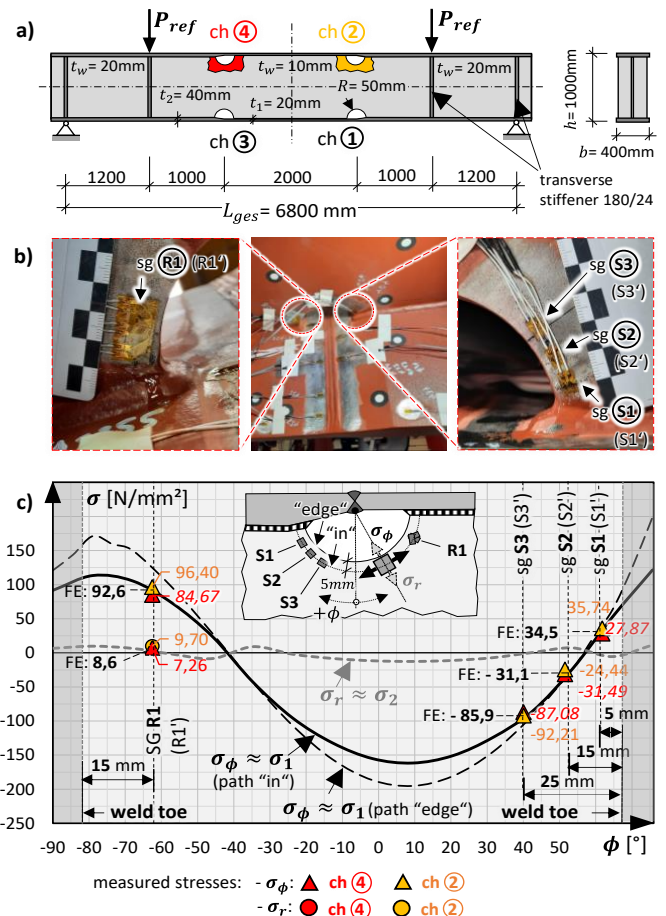 a)
P_ref
ch ④
ch ②
P_ref
t_w = 20mm
t_w = 10mm
t_w = 20mm
t_2 = 40mm
t_1 = 20mm
R = 50mm
h = 1000mm
ch ③
ch ①
b = 400mm
1200
1000
2000
1000
1200
transverse
stiffener 180/24
L_ges = 6800 mm
b)
sg R1 (R1')
sg S3
(S3')
sg S2
(S2')
sg S1
(S1')
c)
σ [N/mm²]
"edge"
"in"
σ_ϕ
R1
S1
S2
S3
5mm
σ_r
+ϕ
sg S3 (S3')
sg S2 (S2')
sg S1 (S1')
150
100
50
0
-50
-100
-150
-200
-250
96,40
FE: 92,6
84,67
9,70
FE: 8,6
7,26
35,74
FE: 34,5
27,87
σ_r ≈ σ_2
FE: - 31,1
-24,44
-31,49
FE: - 85,9
-87,08
-92,21
SG R1
(R1')
5 mm
15 mm
15 mm
25 mm
σ_ϕ ≈ σ_1
(path "in")
σ_ϕ ≈ σ_1 (path "edge")
weld toe
weld toe
-90 -80 -70 -60 -50 -40 -30 -20 -10 0 10 20 30 40 50 60 70 80 90
ϕ [°]
measured stresses: - σ_ϕ: ch ④ ch ②
- σ_r: ch ④ ch ②